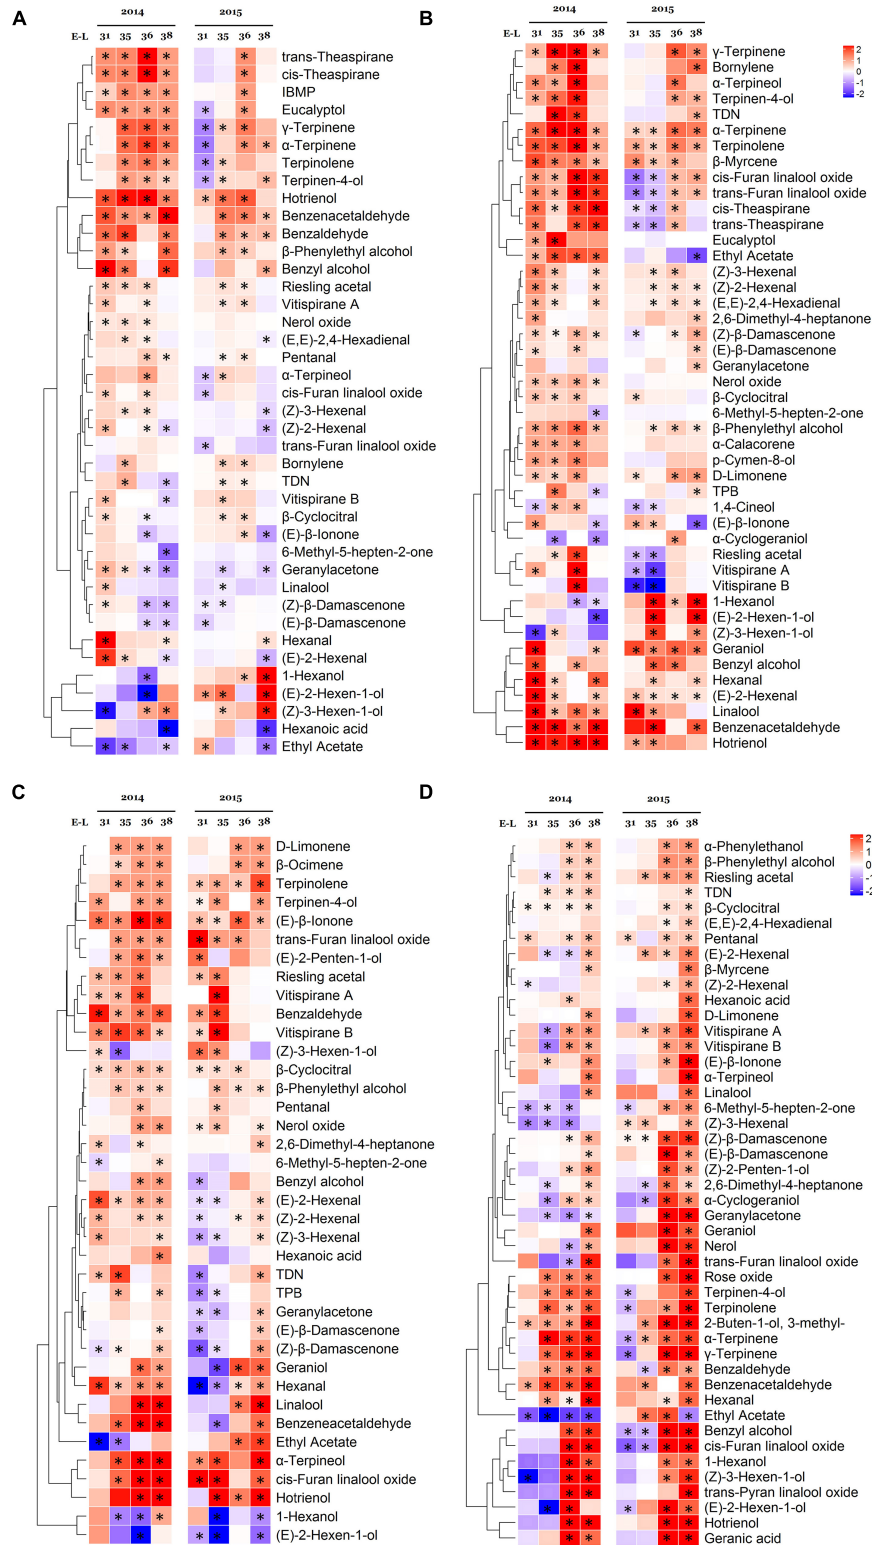 A
2014 2015
E-L 31 35 36 38 31 35 36 38
trans-Theaspirane
cis-Theaspirane
IBMP
Eucalyptol
γ-Terpinene
α-Terpinene
Terpinolene
Terpinen-4-ol
Hotrienol
Benzenacetaldehyde
Benzaldehyde
β-Phenylethyl alcohol
Benzyl alcohol
Riesling acetal
Vitispirane A
Nerol oxide
(E,E)-2,4-Hexadienal
Pentanal
α-Terpineol
cis-Furan linalool oxide
(Z)-3-Hexenal
(Z)-2-Hexenal
trans-Furan linalool oxide
Bornylene
TDN
Vitispirane B
β-Cyclocitral
(E)-β-Ionone
6-Methyl-5-hepten-2-one
Geranylacetone
Linalool
(Z)-β-Damascenone
(E)-β-Damascenone
Hexanal
(E)-2-Hexenal
1-Hexanol
(E)-2-Hexen-1-ol
(Z)-3-Hexen-1-ol
Hexanoic acid
Ethyl Acetate
B
2014 2015
E-L 31 35 36 38 31 35 36 38
γ-Terpinene
Bornylene
α-Terpineol
Terpinen-4-ol
TDN
α-Terpinene
Terpinolene
β-Myrcene
cis-Furan linalool oxide
trans-Furan linalool oxide
cis-Theaspirane
trans-Theaspirane
Eucalyptol
Ethyl Acetate
(Z)-3-Hexenal
(Z)-2-Hexenal
(E,E)-2,4-Hexadienal
2,6-Dimethyl-4-heptanone
(Z)-β-Damascenone
(E)-β-Damascenone
Geranylacetone
Nerol oxide
β-Cyclocitral
6-Methyl-5-hepten-2-one
β-Phenylethyl alcohol
α-Calacorene
p-Cymen-8-ol
D-Limonene
TPB
1,4-Cineol
(E)-β-Ionone
α-Cyclogeraniol
Riesling acetal
Vitispirane A
Vitispirane B
1-Hexanol
(E)-2-Hexen-1-ol
(Z)-3-Hexen-1-ol
Geraniol
Benzyl alcohol
Hexanal
(E)-2-Hexenal
Linalool
Benzenacetaldehyde
Hotrienol
2
1
0
-1
-2
C
2014 2015
E-L 31 35 36 38 31 35 36 38
D-Limonene
β-Ocimene
Terpinolene
Terpinen-4-ol
(E)-β-Ionone
trans-Furan linalool oxide
(E)-2-Penten-1-ol
Riesling acetal
Vitispirane A
Benzaldehyde
Vitispirane B
(Z)-3-Hexen-1-ol
β-Cyclocitral
β-Phenylethyl alcohol
Pentanal
Nerol oxide
2,6-Dimethyl-4-heptanone
6-Methyl-5-hepten-2-one
Benzyl alcohol
(E)-2-Hexenal
(Z)-2-Hexenal
(Z)-3-Hexenal
Hexanoic acid
TDN
TPB
Geranylacetone
(E)-β-Damascenone
(Z)-β-Damascenone
Geraniol
Hexanal
Linalool
Benzeneacetaldehyde
Ethyl Acetate
α-Terpineol
cis-Furan linalool oxide
Hotrienol
1-Hexanol
(E)-2-Hexen-1-ol
D
2014 2015
E-L 31 35 36 38 31 35 36 38
α-Phenylethanol
β-Phenylethyl alcohol
Riesling acetal
TDN
β-Cyclocitral
(E,E)-2,4-Hexadienal
Pentanal
(E)-2-Hexenal
β-Myrcene
(Z)-2-Hexenal
Hexanoic acid
D-Limonene
Vitispirane A
Vitispirane B
(E)-β-Ionone
α-Terpineol
Linalool
6-Methyl-5-hepten-2-one
(Z)-3-Hexenal
(Z)-β-Damascenone
(E)-β-Damascenone
(Z)-2-Penten-1-ol
2,6-Dimethyl-4-heptanone
α-Cyclogeraniol
Geranylacetone
Geraniol
Nerol
trans-Furan linalool oxide
Rose oxide
Terpinen-4-ol
Terpinolene
2-Buten-1-ol, 3-methyl-
α-Terpinene
γ-Terpinene
Benzaldehyde
Benzenacetaldehyde
Hexanal
Ethyl Acetate
Benzyl alcohol
cis-Furan linalool oxide
1-Hexanol
(Z)-3-Hexen-1-ol
trans-Pyran linalool oxide
(E)-2-Hexen-1-ol
Hotrienol
Geranic acid
2
1
0
-1
-2